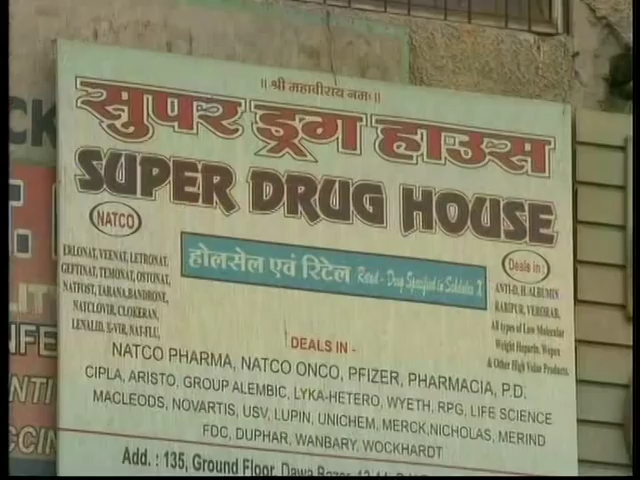 ॥ श्री महावीराय नमः॥
सुपर ड्रग हाउस
SUPER DRUG HOUSE
NATCO
ERLONAT, VEENAT, LETRONAT,
GEFTINAT, TEMONAT, OSTONAT,
NATFOST, BANDRONE,
NATCLOVIR, CLOKERAN,
LENALID, NAT-FLU,
होलसेल एवं रिटेल Drug Specified in
Deals in:
ANTI-D, H.ALBUMIN
RABIPUR, VERORAB,
All types of Low Molecular
Weight Heparin,
& Other High Value Products.
DEALS IN -
NATCO PHARMA, NATCO ONCO, PFIZER, PHARMACIA, P.D.
CIPLA, ARISTO, GROUP ALEMBIC, LYKA-HETERO, WYETH, RPG, LIFE SCIENCE
MACLEODS, NOVARTIS, USV, LUPIN, UNICHEM, MERCK,NICHOLAS, MERIND
FDC, DUPHAR, WANBARY, WOCKHARDT
Add. : 135, Ground Floor, Dawa Bazar,